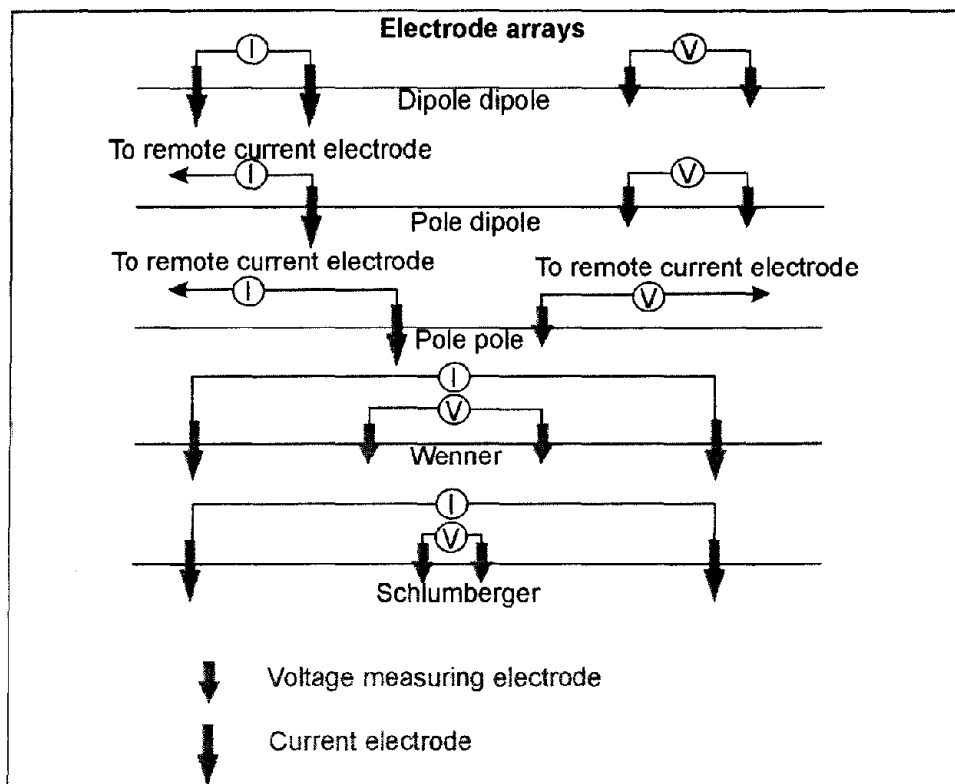 Electrode arrays
I
V
Dipole dipole
To remote current electrode
I
V
Pole dipole
To remote current electrode
To remote current electrode
I
V
Pole pole
I
V
Wenner
I
V
Schlumberger
Voltage measuring electrode
Current electrode